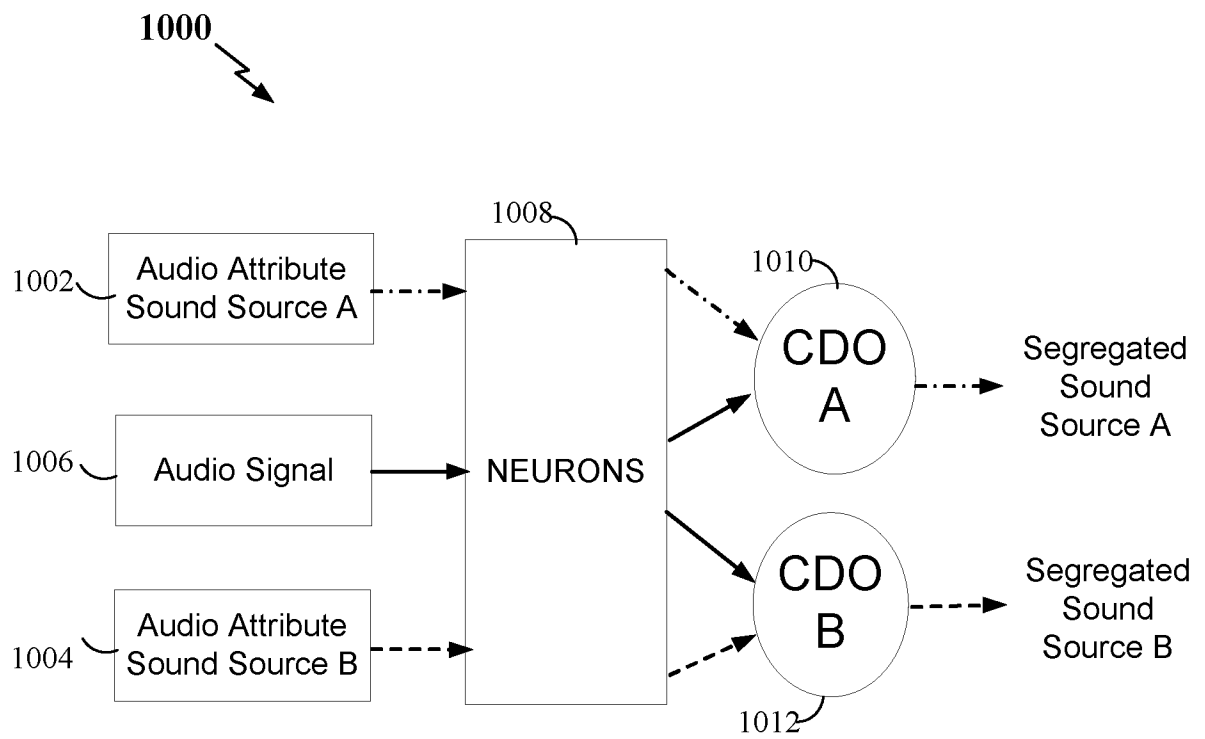 1000
1008
1002
Audio Attribute
Sound Source A
1010
CDO
A
Segregated
Sound
Source A
1006
Audio Signal
NEURONS
1004
Audio Attribute
Sound Source B
CDO
B
1012
Segregated
Sound
Source B